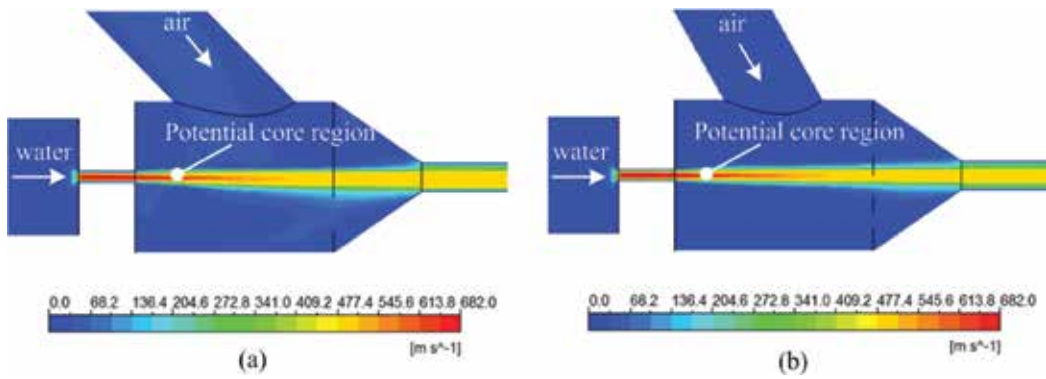 air
Potential core region
water
0.0 68.2 136.4 204.6 272.8 341.0 409.2 477.4 545.6 613.8 682.0
[m s^-1]
(a)
air
Potential core region
water
0.0 68.2 136.4 204.6 272.8 341.0 409.2 477.4 545.6 613.8 682.0
[m s^-1]
(b)